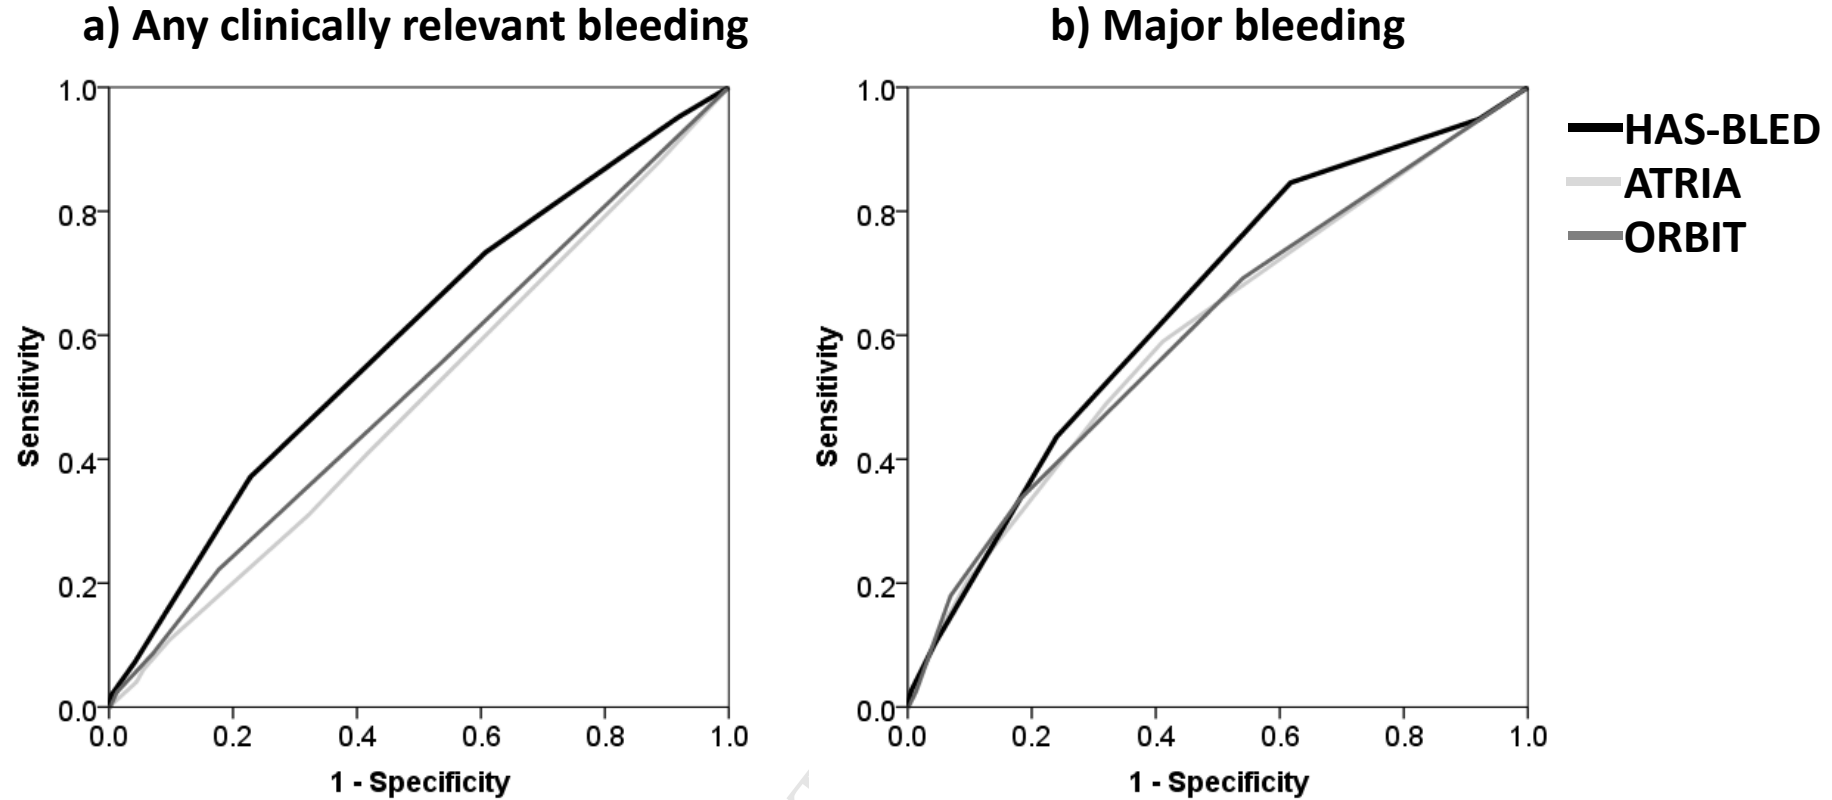 a) Any clinically relevant bleeding
b) Major bleeding
1.0
0.8
0.6
0.4
0.2
0.0
Sensitivity
0.0 0.2 0.4 0.6 0.8 1.0
1 - Specificity
1.0
0.8
0.6
0.4
0.2
0.0
Sensitivity
0.0 0.2 0.4 0.6 0.8 1.0
1 - Specificity
HAS-BLED
ATRIA
ORBIT